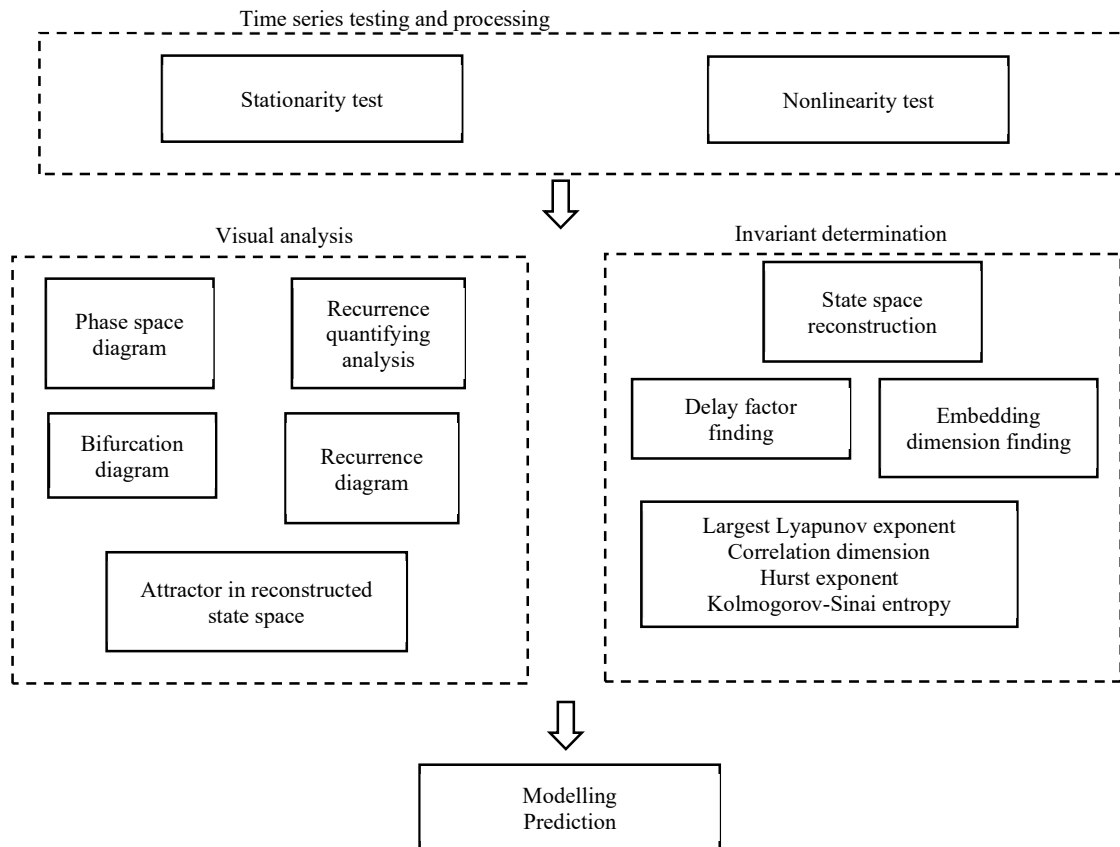 Time series testing and processing
Stationarity test
Nonlinearity test
Visual analysis
Phase space
diagram
Recurrence
quantifying
analysis
Bifurcation
diagram
Recurrence
diagram
Attractor in reconstructed
state space
Invariant determination
State space
reconstruction
Delay factor
finding
Embedding
dimension finding
Largest Lyapunov exponent
Correlation dimension
Hurst exponent
Kolmogorov-Sinai entropy
Modelling
Prediction